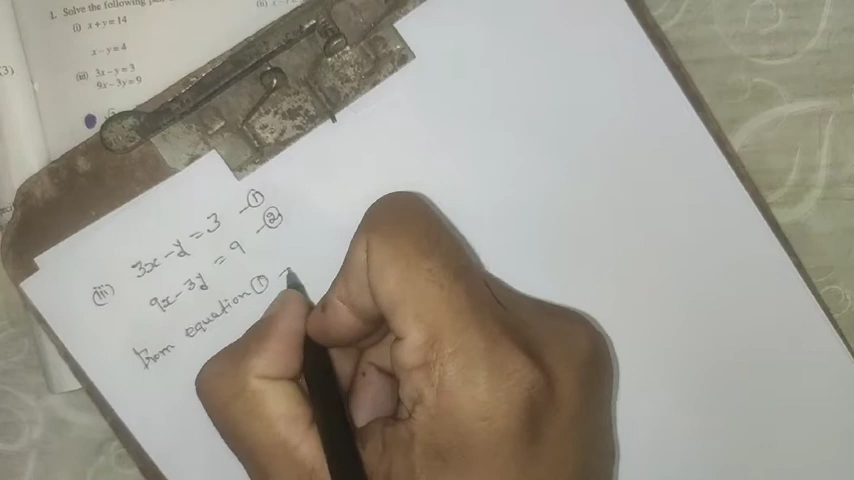 1. Solve the following
(i) x + y = 14
x - y = 4
(iii) 3x - y = 3
9x - 3y = 9
(iii) 3x - y = 3 - ①
9x - 3y = 9 - ②
from equation ①